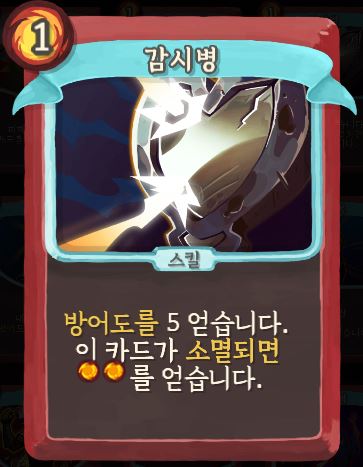 1
감시병
스킬
방어도를 5 얻습니다.
이 카드가 소멸되면
를 얻습니다.